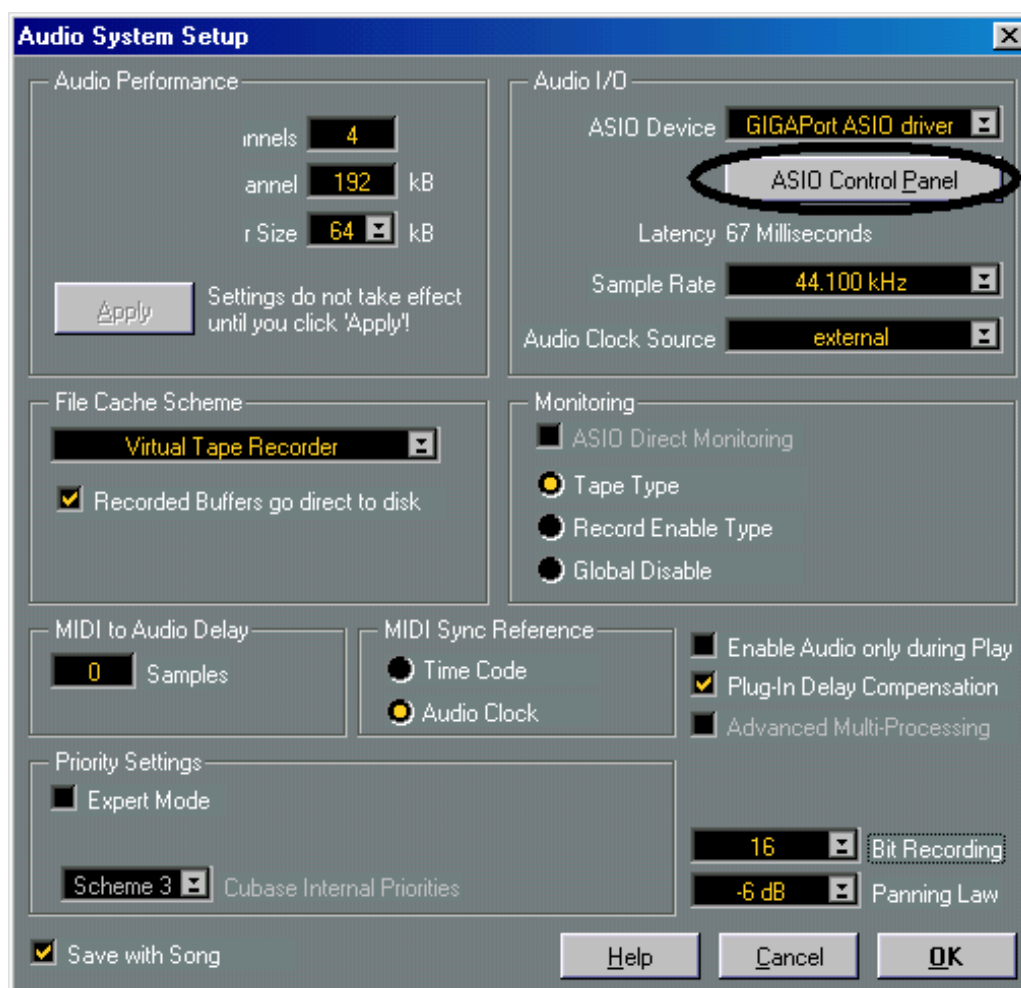 Audio System Setup
Audio Performance
nnels 4
annel 192 kB
r Size 64 kB
Apply
Settings do not take effect
until you click 'Apply'!
Audio I/O
ASIO Device GIGAPort ASIO driver
ASIO Control Panel
Latency 67 Milliseconds
Sample Rate 44.100 kHz
Audio Clock Source external
File Cache Scheme
Virtual Tape Recorder
Recorded Buffers go direct to disk
Monitoring
ASIO Direct Monitoring
Tape Type
Record Enable Type
Global Disable
MIDI to Audio Delay
0 Samples
MIDI Sync Reference
Time Code
Audio Clock
Enable Audio only during Play
Plug-In Delay Compensation
Advanced Multi-Processing
Priority Settings
Expert Mode
Scheme 3 Cubase Internal Priorities
16 Bit Recording
-6 dB Panning Law
Save with Song
Help
Cancel
OK